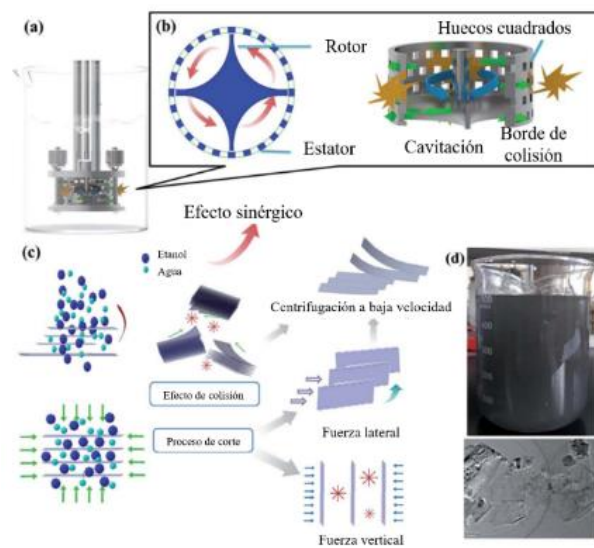 (a)
(b)
Rotor
Estator
Huecos cuadrados
Cavitación
Borde de
colisión
Efecto sinérgico
(c)
Etanol
Agua
Efecto de colisión
Proceso de corte
Centrifugación a baja velocidad
Fuerza lateral
Fuerza vertical
(d)